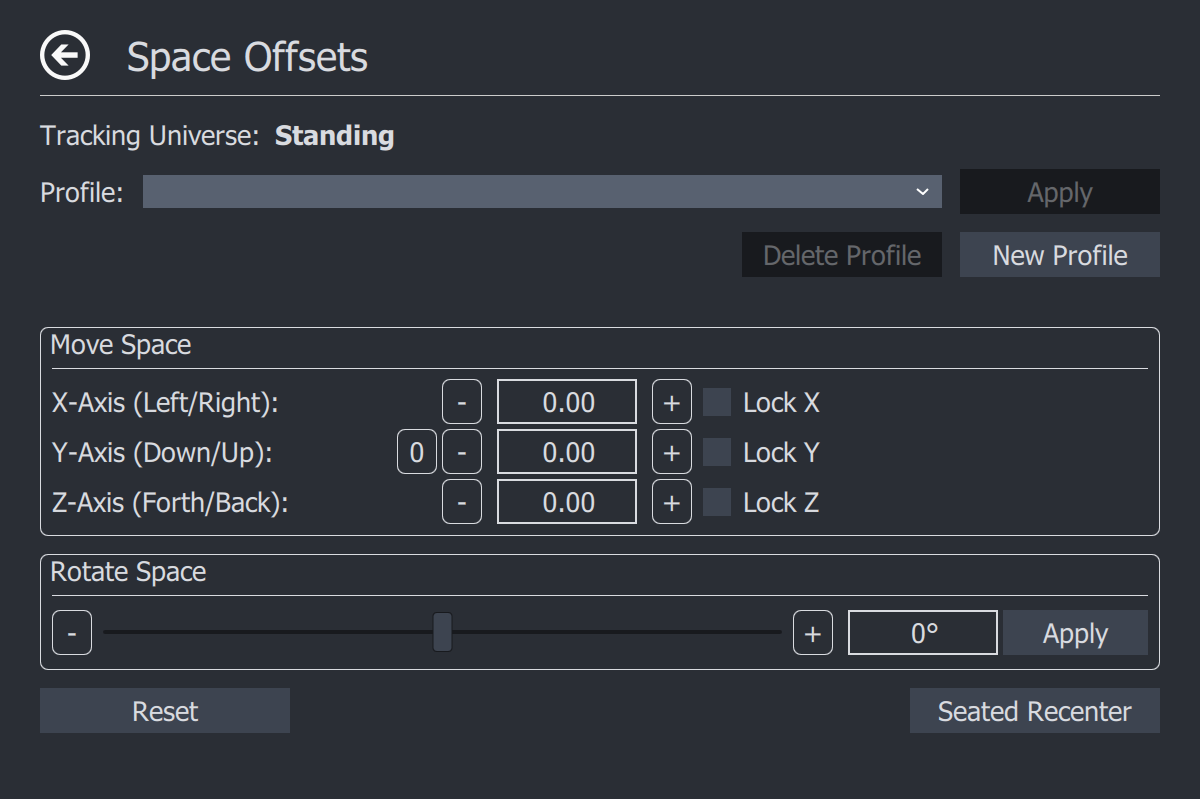 Space Offsets
Tracking Universe: Standing
Profile: Apply
Delete Profile New Profile
Move Space
X-Axis (Left/Right): - 0.00 + Lock X
Y-Axis (Down/Up): 0 - 0.00 + Lock Y
Z-Axis (Forth/Back): - 0.00 + Lock Z
Rotate Space
- + 0° Apply
Reset Seated Recenter